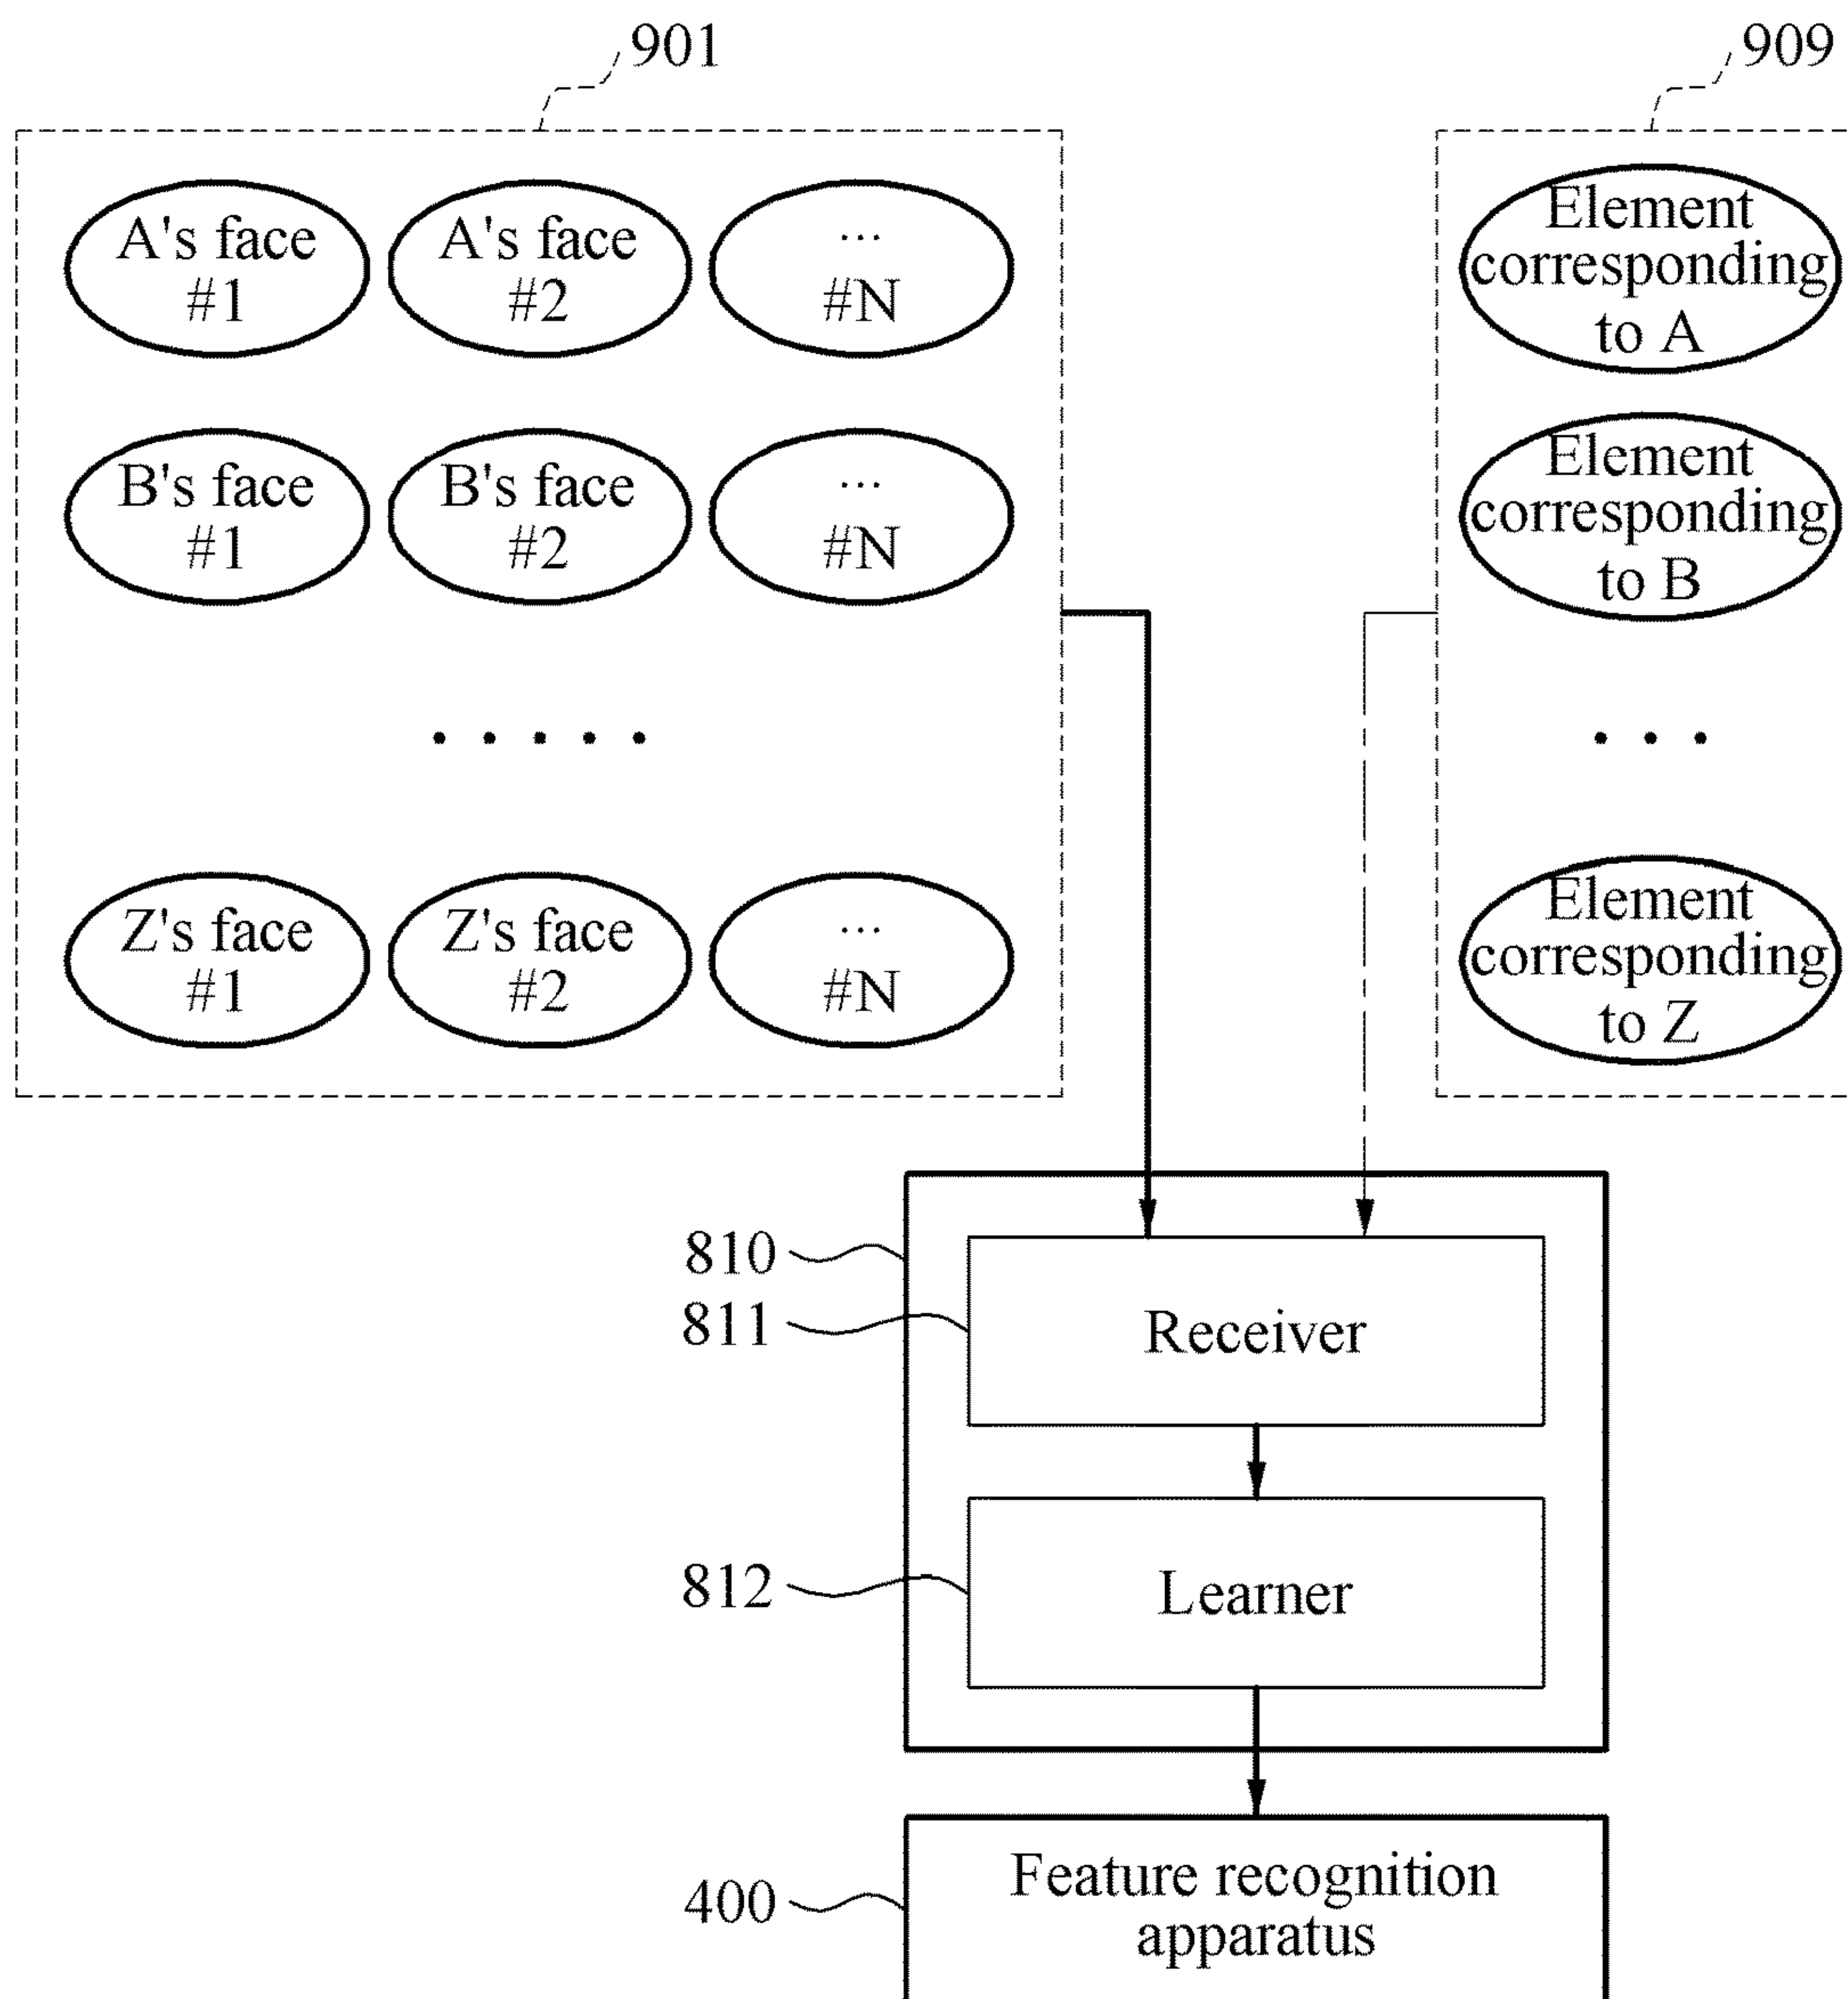 901
909
A's face
#1
A's face
#2
...
#N
Element
corresponding
to A
B's face
#1
B's face
#2
...
#N
Element
corresponding
to B
.....
...
Z's face
#1
Z's face
#2
...
#N
Element
corresponding
to Z
810
811
Receiver
812
Learner
400
Feature recognition
apparatus